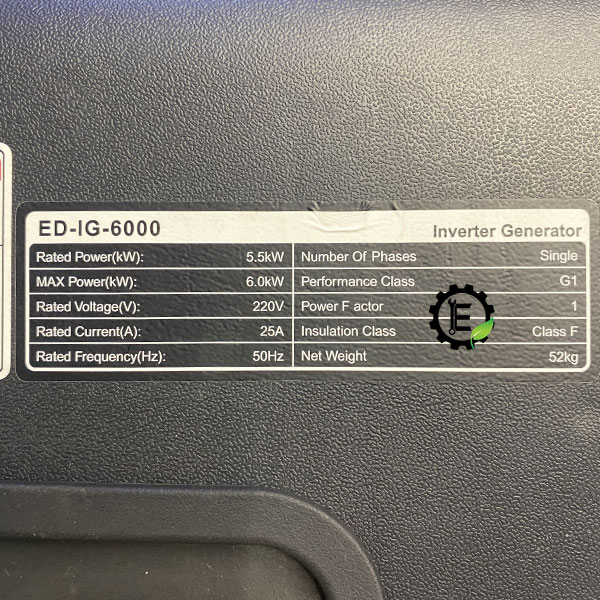 ED-IG-6000 Inverter Generator
Rated Power(kW): 5.5kW Number Of Phases Single
MAX Power(kW): 6.0kW Performance Class G1
Rated Voltage(V): 220V Power F actor 1
Rated Current(A): 25A Insulation Class Class F
Rated Frequency(Hz): 50Hz Net Weight 52kg
E